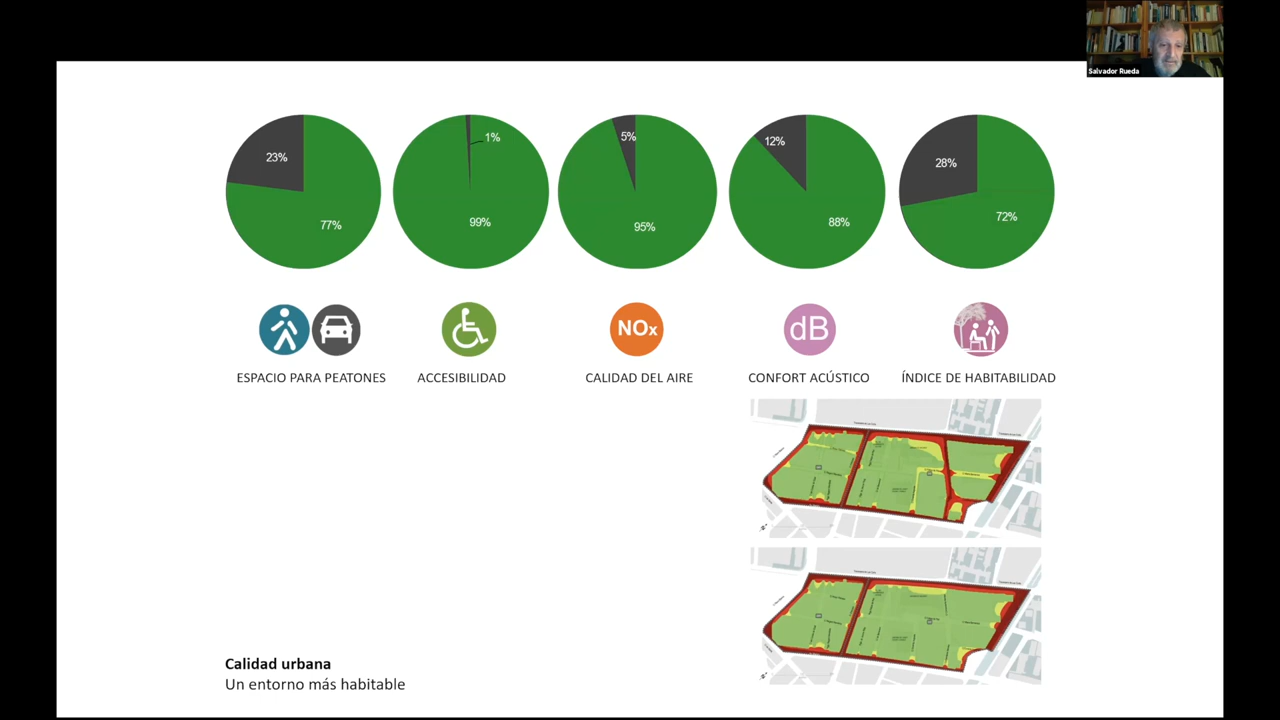 Salvador Rueda
23%
77%
1%
99%
5%
95%
12%
88%
28%
72%
NOx
dB
ESPACIO PARA PEATONES
ACCESIBILIDAD
CALIDAD DEL AIRE
CONFORT ACÚSTICO
ÍNDICE DE HABITABILIDAD
Calidad urbana
Un entorno más habitable